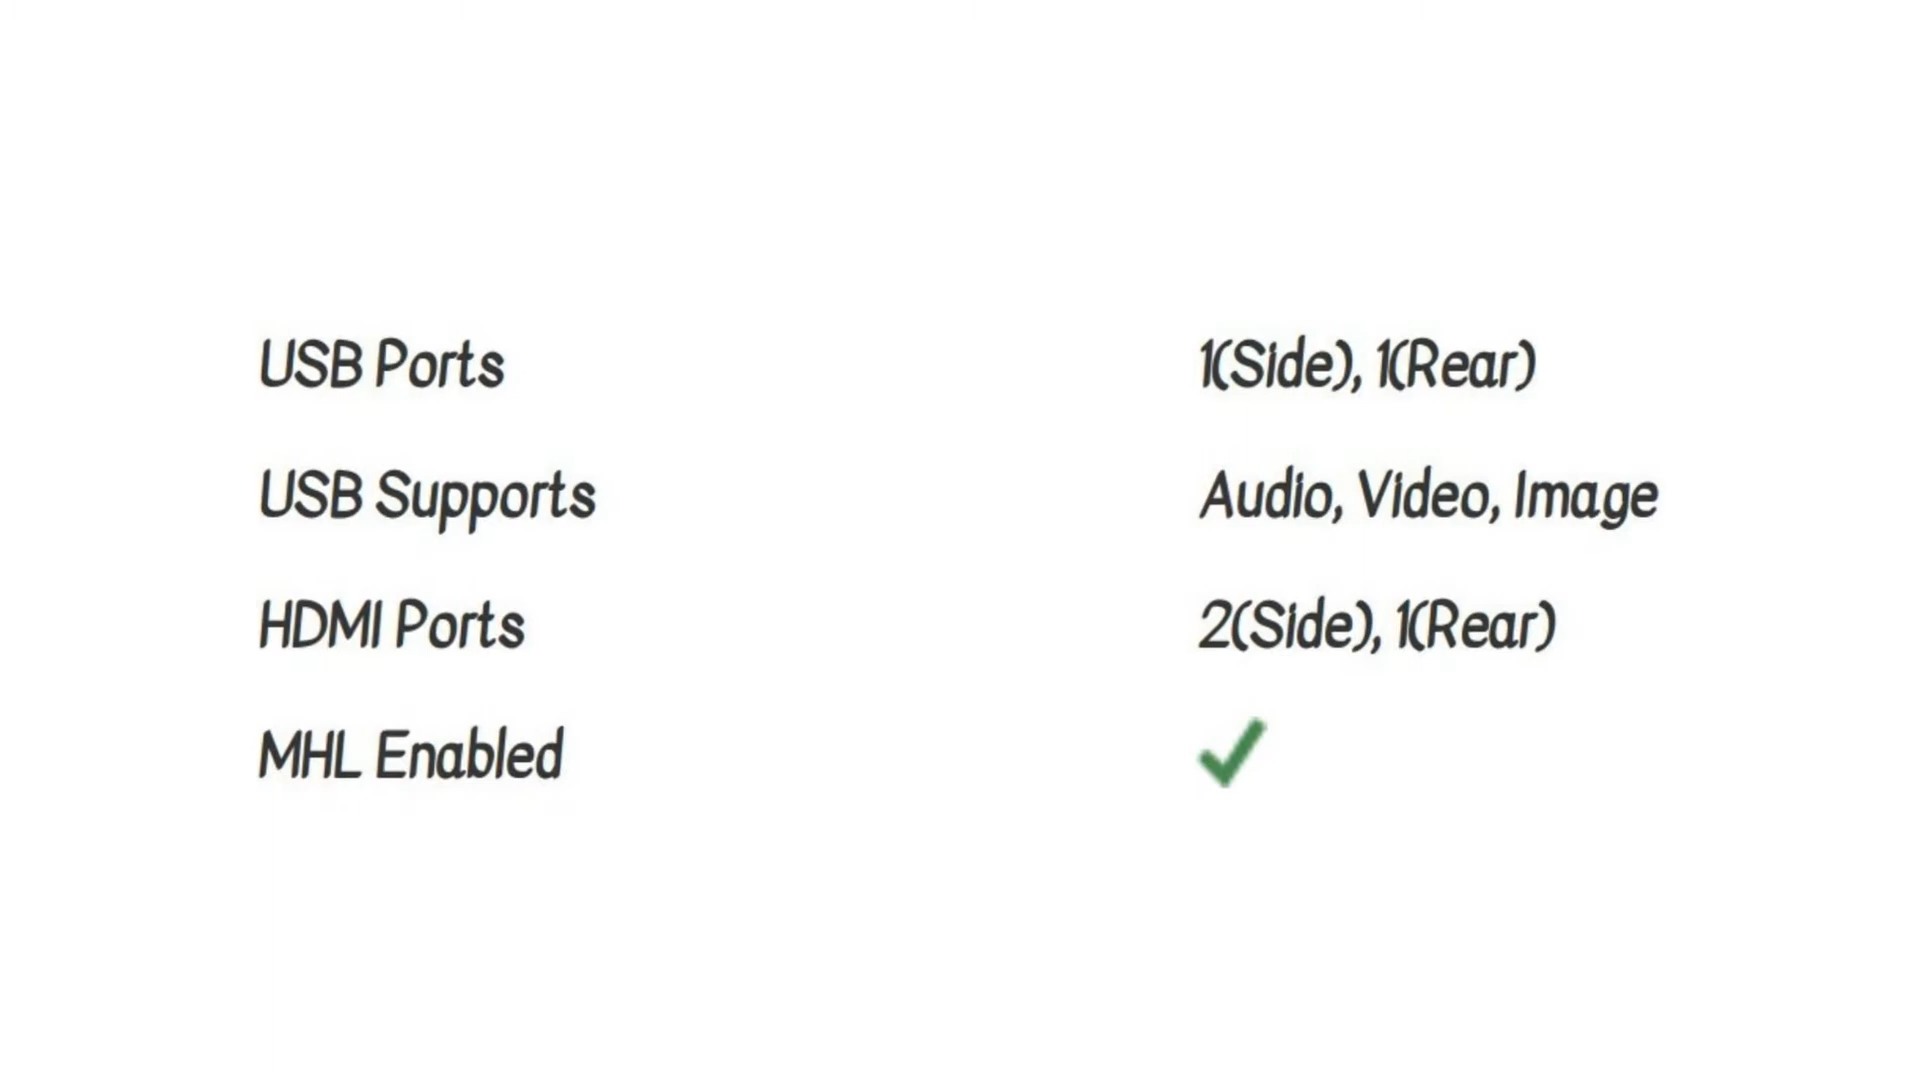 USB Ports 1(Side), 1(Rear)
USB Supports Audio, Video, Image
HDMI Ports 2(Side), 1(Rear)
MHL Enabled